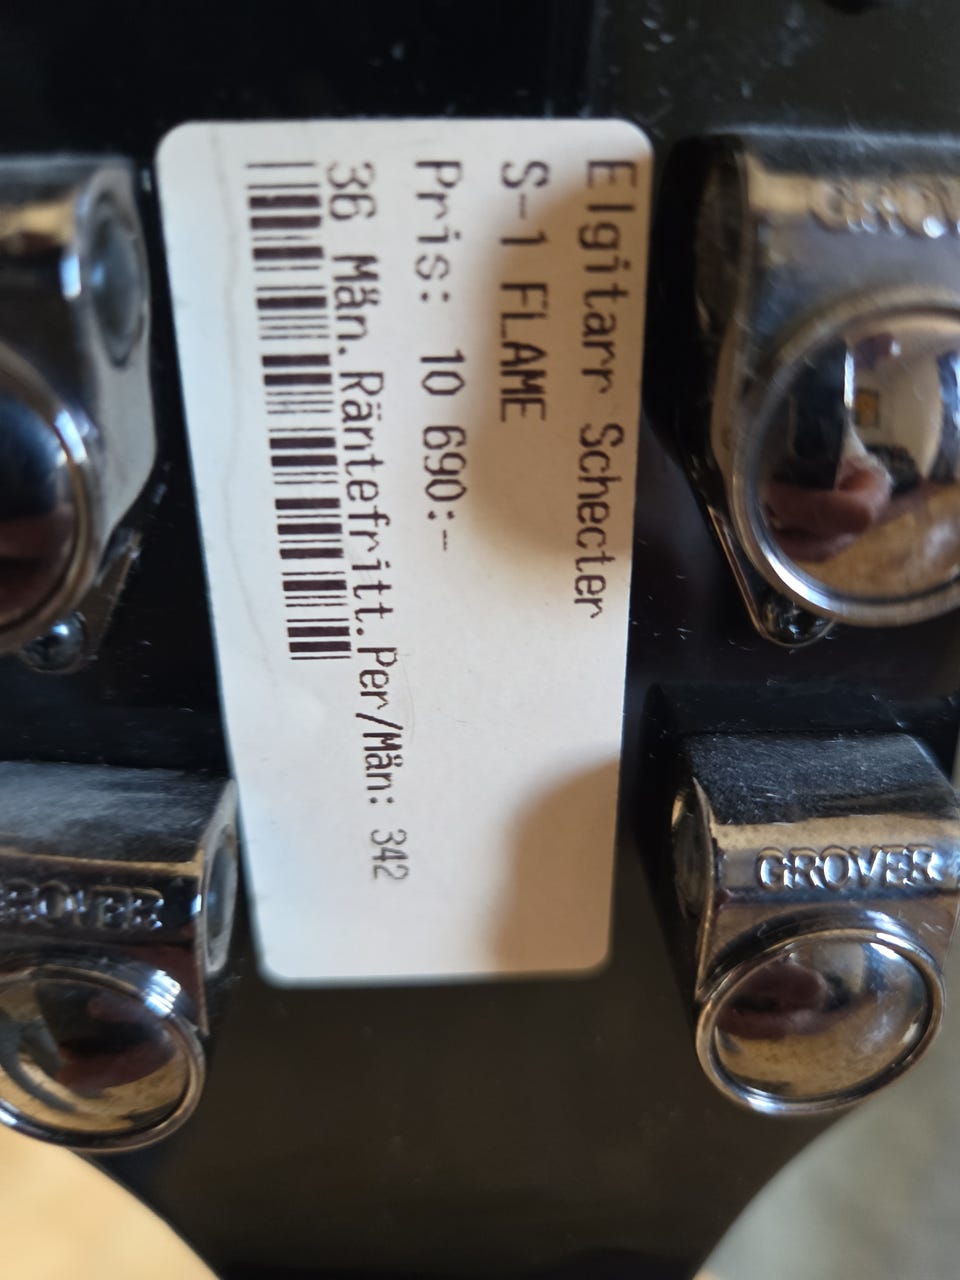 Elgitarr Schecter
S-1 FLAME
Pris: 10 690:-
36 Mån.Räntefritt.Per/Mån: 342
GROVER
GROVER
GROVER